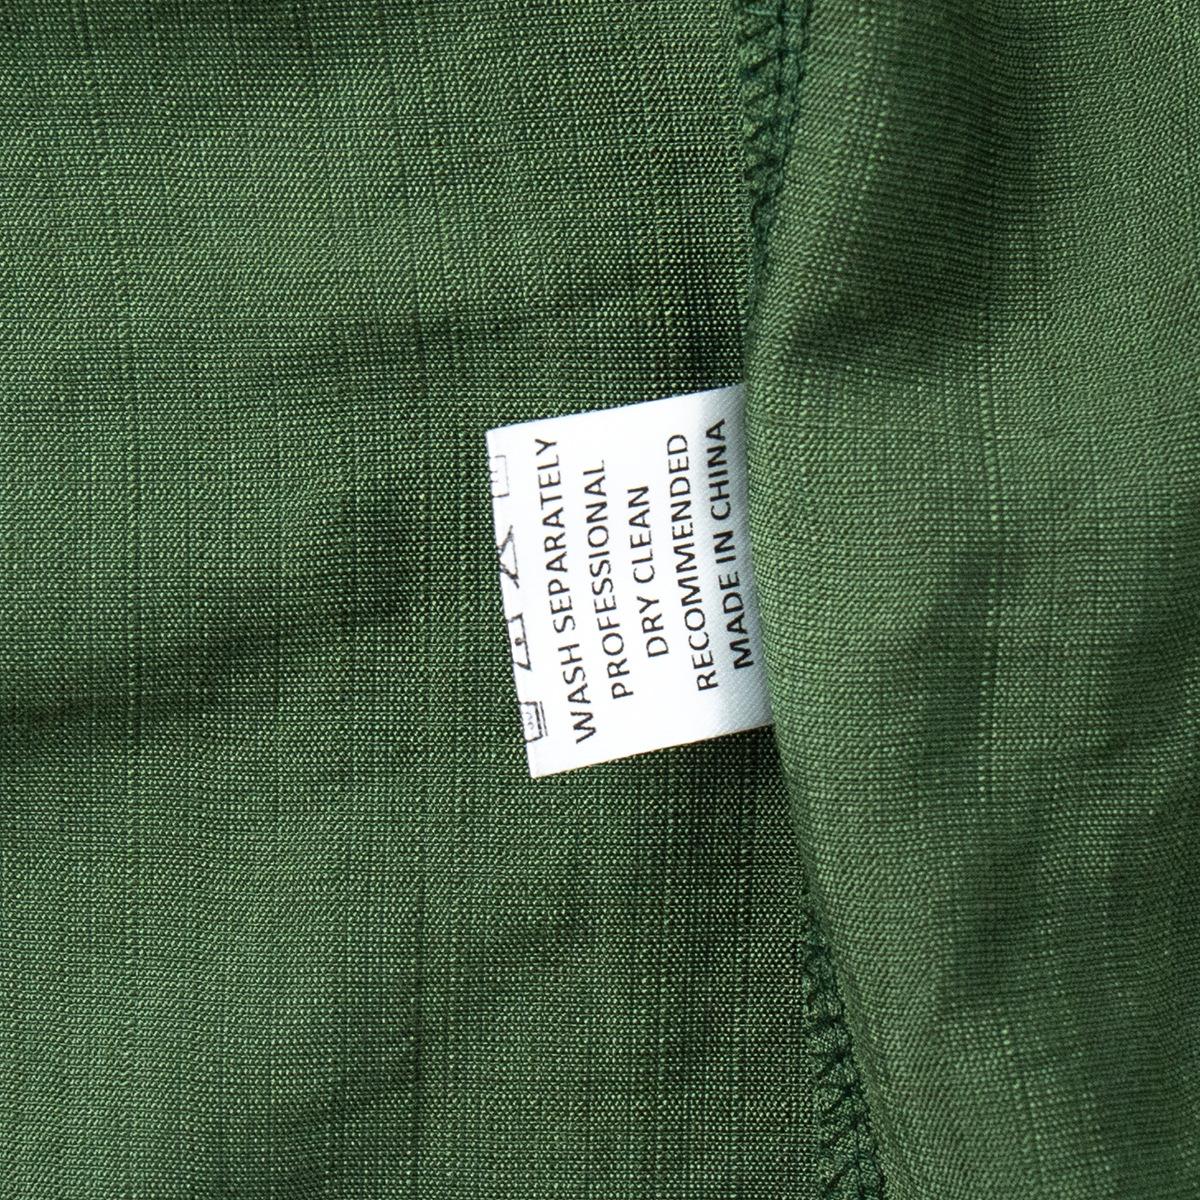 WASH SEPARATELY
PROFESSIONAL
DRY CLEAN
RECOMMENDED
MADE IN CHINA